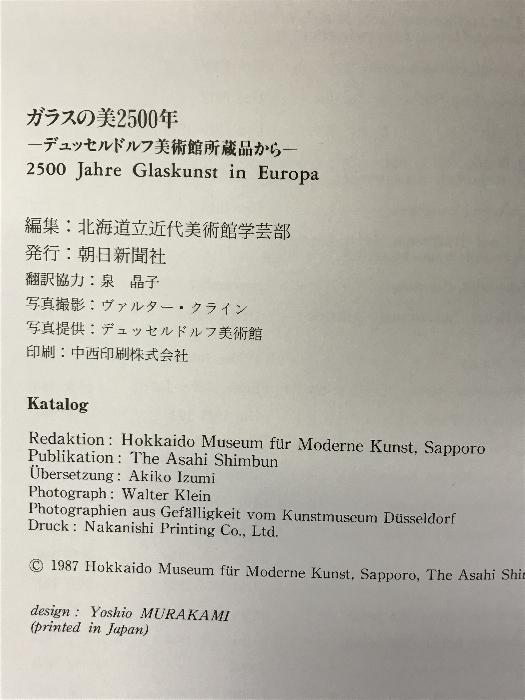 ガラスの美2500年
—デュッセルドルフ美術館所蔵品から—
2500 Jahre Glaskunst in Europa
編集：北海道立近代美術館学芸部
発行：朝日新聞社
翻訳協力：泉　晶子
写真撮影：ヴァルター・クライン
写真提供：デュッセルドルフ美術館
印刷：中西印刷株式会社
Katalog
Redaktion: Hokkaido Museum für Moderne Kunst, Sapporo
Publikation: The Asahi Shimbun
Übersetzung: Akiko Izumi
Photograph: Walter Klein
Photographien aus Gefälligkeit vom Kunstmuseum Düsseldorf
Druck: Nakanishi Printing Co., Ltd.
© 1987 Hokkaido Museum für Moderne Kunst, Sapporo, The Asahi Shi
design: Yoshio MURAKAMI
(printed in Japan)